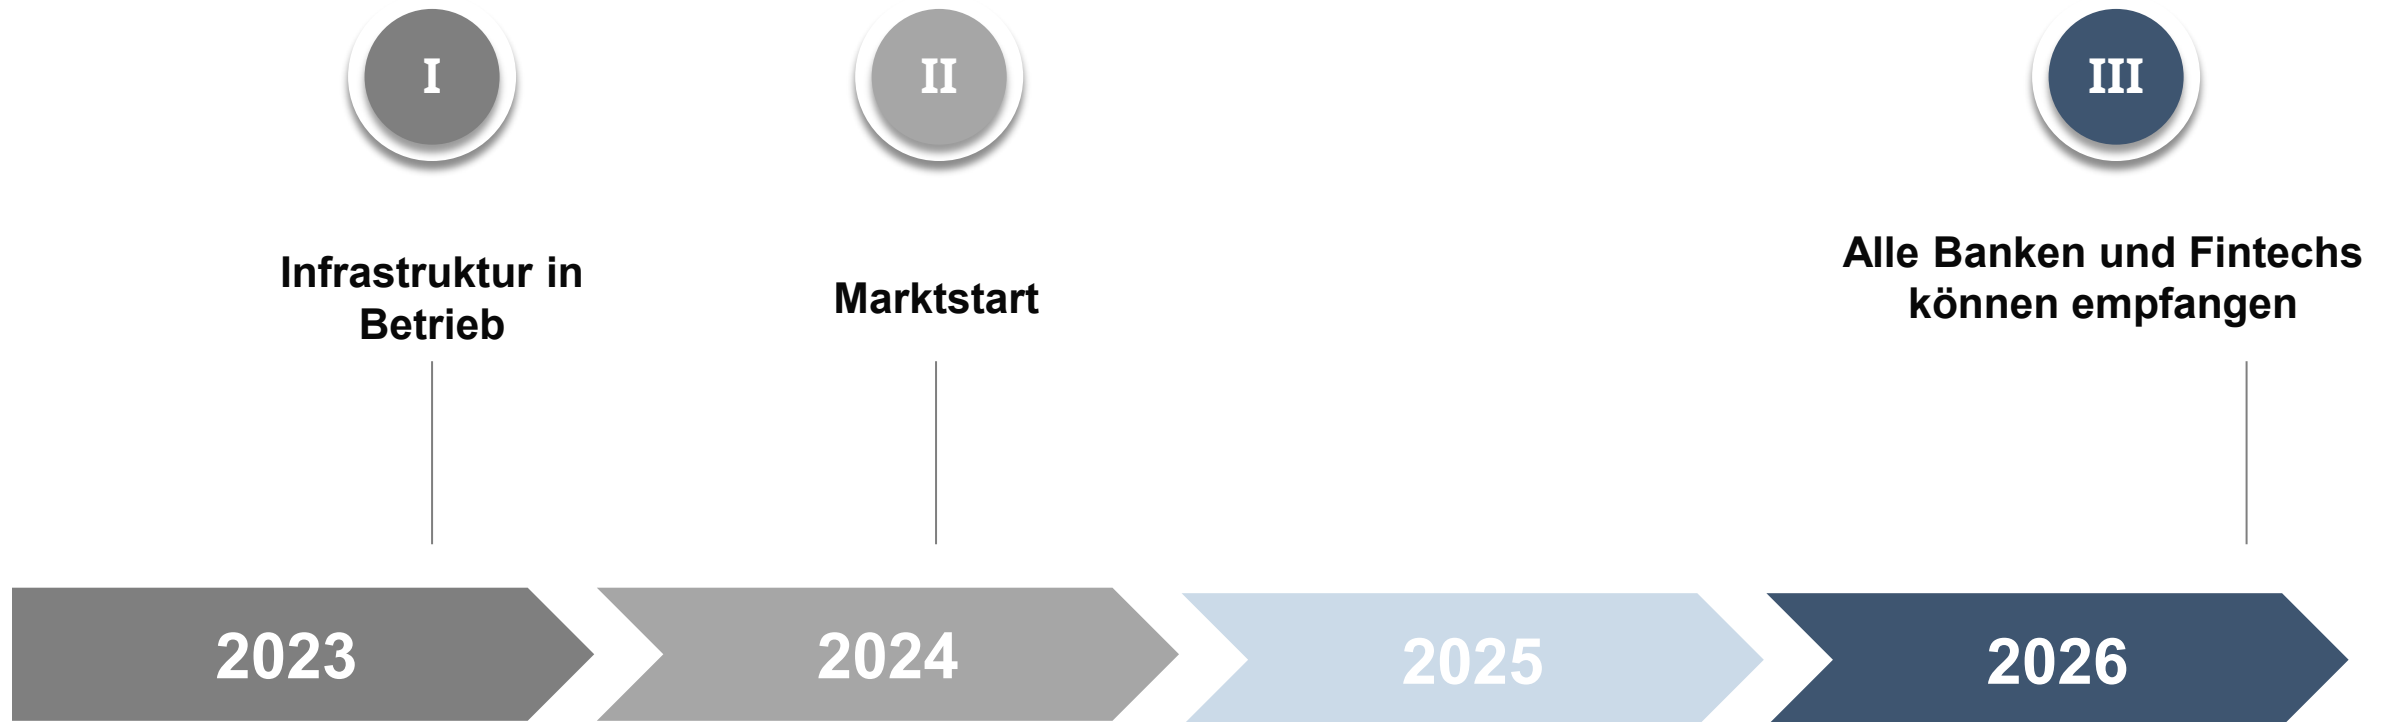 I
II
III
Infrastruktur in
Betrieb
Marktstart
Alle Banken und Fintechs
können empfangen
2023
2024
2025
2026